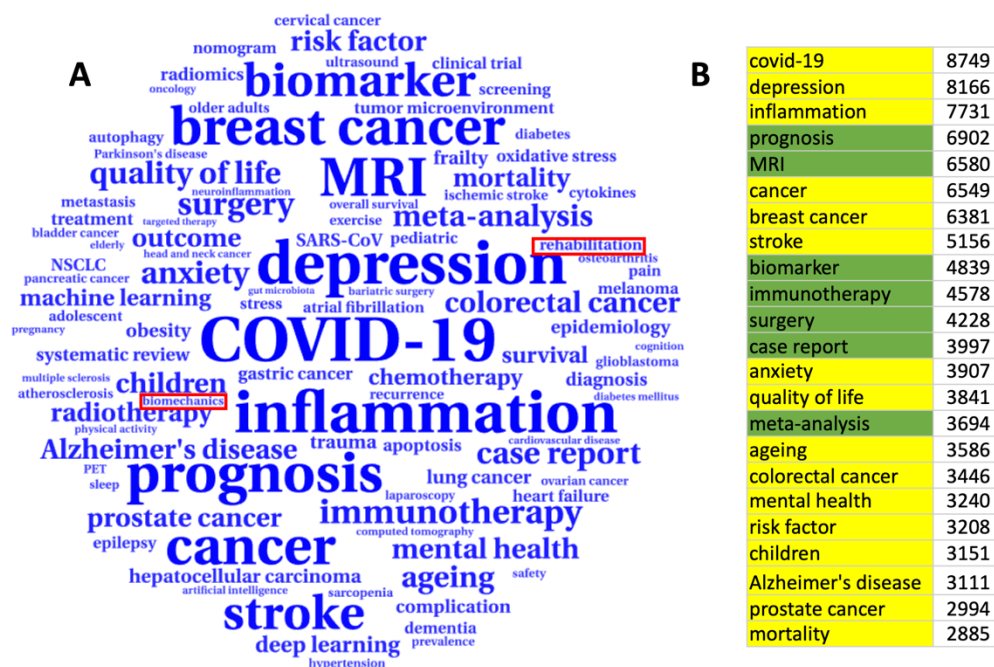 cervical cancer
nomogram risk factor
A radiomics ultrasound clinical trial B
oncology biomarker screening
older adults tumor microenvironment
autophagy breast cancer diabetes
Parkinson's disease MRI frailty oxidative stress
quality of life mortality
neuroinflammation ischemic stroke cytokines
metastasis surgery overall survival
treatment targeted therapy exercise meta-analysis
bladder cancer
elderly outcome SARS-CoV pediatric rehabilitation
head and neck cancer depression osteoarthritis
NSCLC anxiety pain
pancreatic cancer
machine learning gut microbiota bariatric surgery melanoma
stress atrial fibrillation colorectal cancer
adolescent
pregnancy obesity COVID-19 epidemiology
systematic review survival cognition
glioblastoma
multiple sclerosis children gastric cancer chemotherapy diagnosis
atherosclerosis biomechanics recurrence diabetes mellitus
radiotherapy inflammation
physical activity
Alzheimer's disease trauma apoptosis cardiovascular disease
case report
PET prognosis lung cancer ovarian cancer
sleep laparoscopy heart failure
prostate cancer immunotherapy
epilepsy cancer computed tomography
mental health
hepatocellular carcinoma ageing safety
artificial intelligence sarcopenia
stroke complication
dementia
deep learning prevalence
hypertension
covid-19 8749
depression 8166
inflammation 7731
prognosis 6902
MRI 6580
cancer 6549
breast cancer 6381
stroke 5156
biomarker 4839
immunotherapy 4578
surgery 4228
case report 3997
anxiety 3907
quality of life 3841
meta-analysis 3694
ageing 3586
colorectal cancer 3446
mental health 3240
risk factor 3208
children 3151
Alzheimer's disease 3111
prostate cancer 2994
mortality 2885